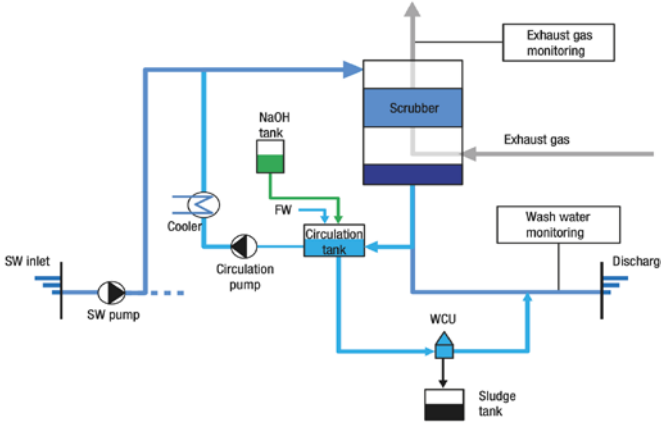 Exhaust gas
monitoring
Scrubber
NaOH
tank
Exhaust gas
FW
Wash water
monitoring
Cooler
Circulation
tank
SW inlet
Circulation
pump
Discharge
SW pump
WCU
Sludge
tank